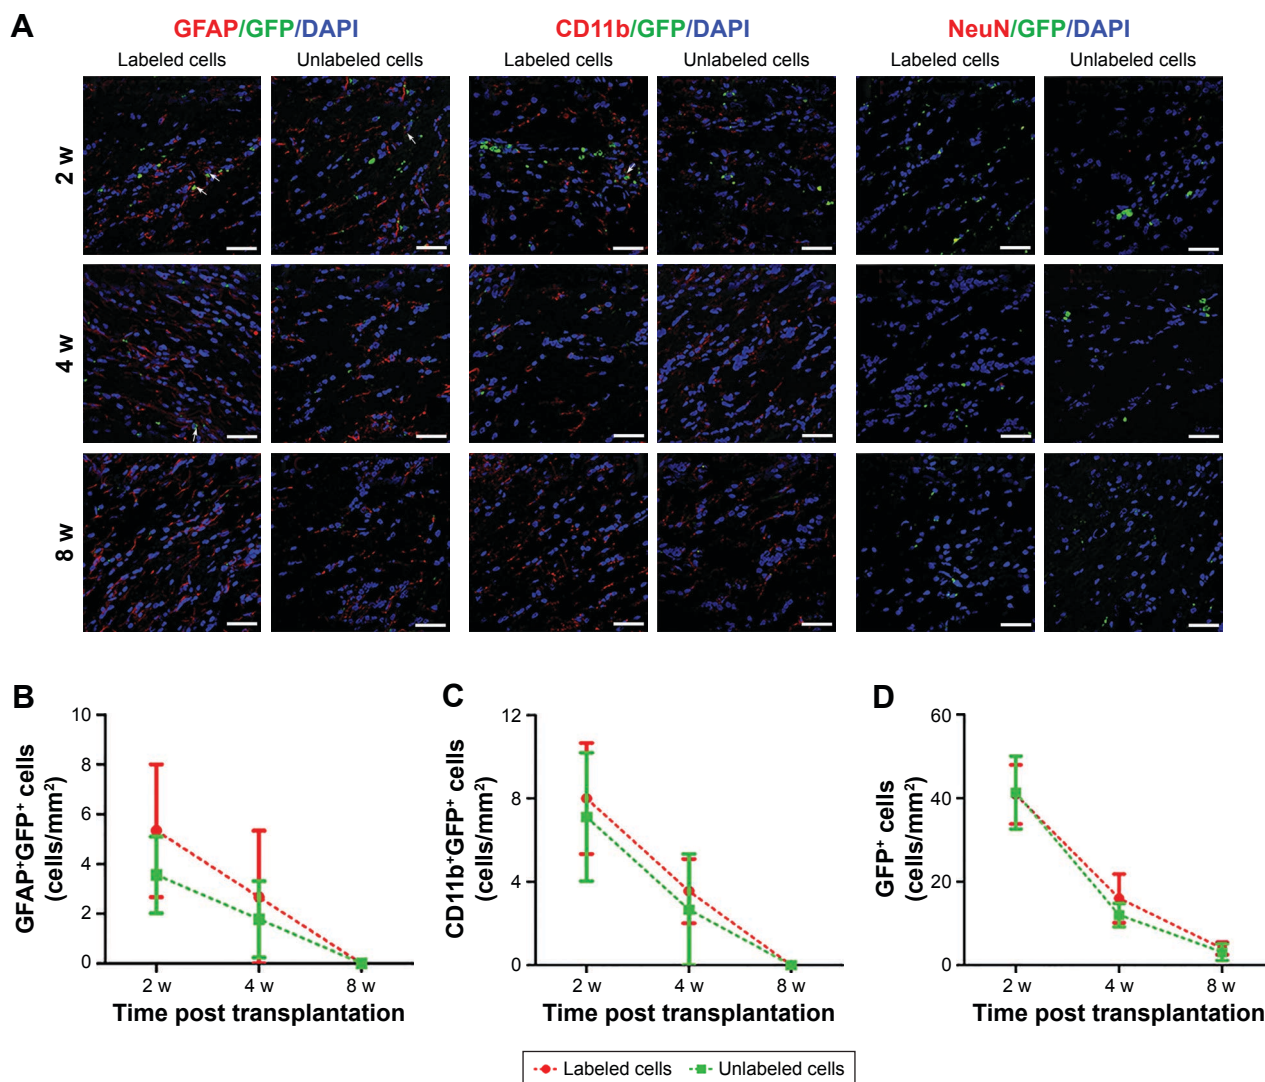 A
GFAP/GFP/DAPI
CD11b/GFP/DAPI
NeuN/GFP/DAPI
Labeled cells
Unlabeled cells
Labeled cells
Unlabeled cells
Labeled cells
Unlabeled cells
2 w
4 w
8 w
B
GFAP⁺GFP⁺ cells
(cells/mm²)
10
8
6
4
2
0
2 w
4 w
8 w
Time post transplantation
C
CD11b⁺GFP⁺ cells
(cells/mm²)
12
8
4
0
2 w
4 w
8 w
Time post transplantation
D
GFP⁺ cells
(cells/mm²)
60
40
20
0
2 w
4 w
8 w
Time post transplantation
Labeled cells
Unlabeled cells